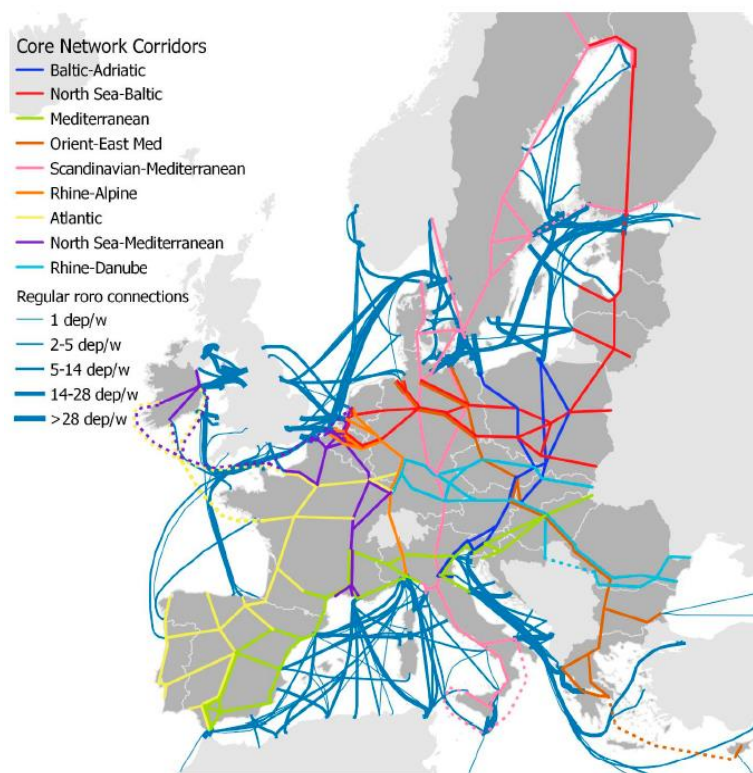 Core Network Corridors
Baltic-Adriatic
North Sea-Baltic
Mediterranean
Orient-East Med
Scandinavian-Mediterranean
Rhine-Alpine
Atlantic
North Sea-Mediterranean
Rhine-Danube
Regular roro connections
1 dep/w
2-5 dep/w
5-14 dep/w
14-28 dep/w
>28 dep/w